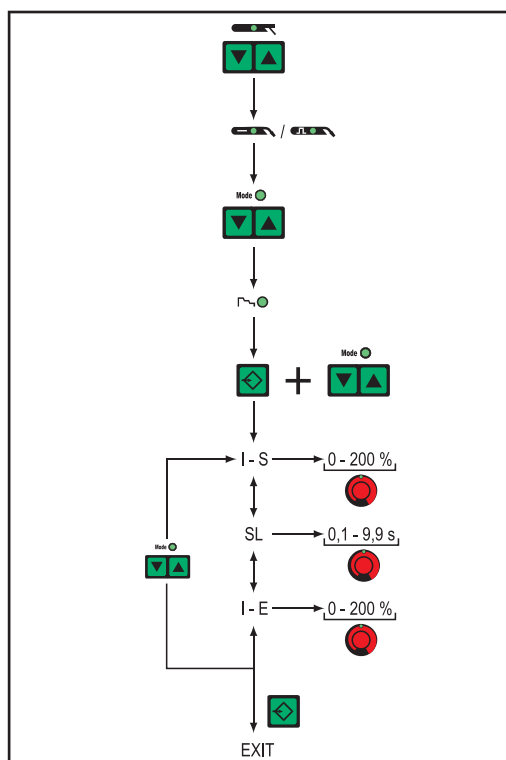 /
Mode
Mode
+
I - S
0 - 200 %
SL
0,1 - 9,9 s
Mode
I - E
0 - 200 %
EXIT